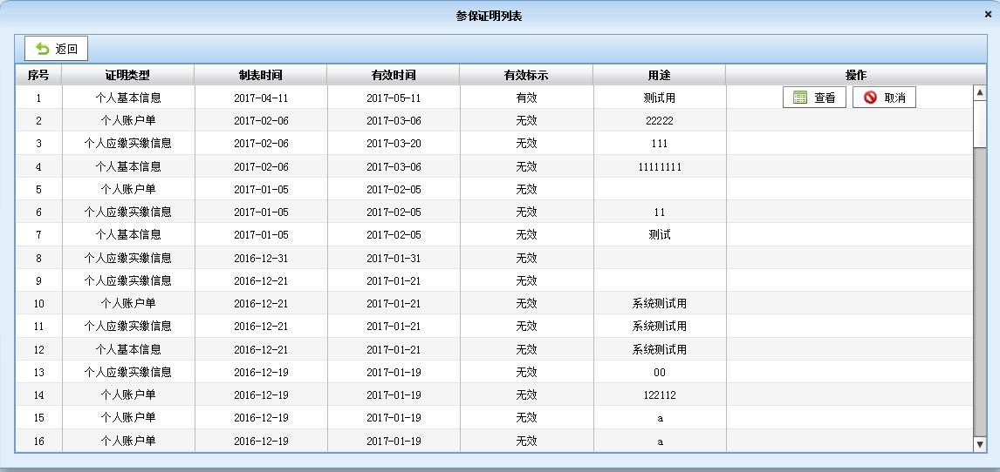 参保证明列表
返回
序号 证明类型 制表时间 有效时间 有效标示 用途 操作
1 个人基本信息 2017-04-11 2017-05-11 有效 测试用 查看 取消
2 个人账户单 2017-02-06 2017-03-06 无效 22222
3 个人应缴实缴信息 2017-02-06 2017-03-20 无效 111
4 个人基本信息 2017-02-06 2017-03-06 无效 11111111
5 个人账户单 2017-01-05 2017-02-05 无效
6 个人应缴实缴信息 2017-01-05 2017-02-05 无效 11
7 个人基本信息 2017-01-05 2017-02-05 无效 测试
8 个人应缴实缴信息 2016-12-31 2017-01-31 无效
9 个人应缴实缴信息 2016-12-21 2017-01-21 无效
10 个人账户单 2016-12-21 2017-01-21 无效 系统测试用
11 个人应缴实缴信息 2016-12-21 2017-01-21 无效 系统测试用
12 个人基本信息 2016-12-21 2017-01-21 无效 系统测试用
13 个人应缴实缴信息 2016-12-19 2017-01-19 无效 00
14 个人账户单 2016-12-19 2017-01-19 无效 122112
15 个人账户单 2016-12-19 2017-01-19 无效 a
16 个人账户单 2016-12-19 2017-01-19 无效 a